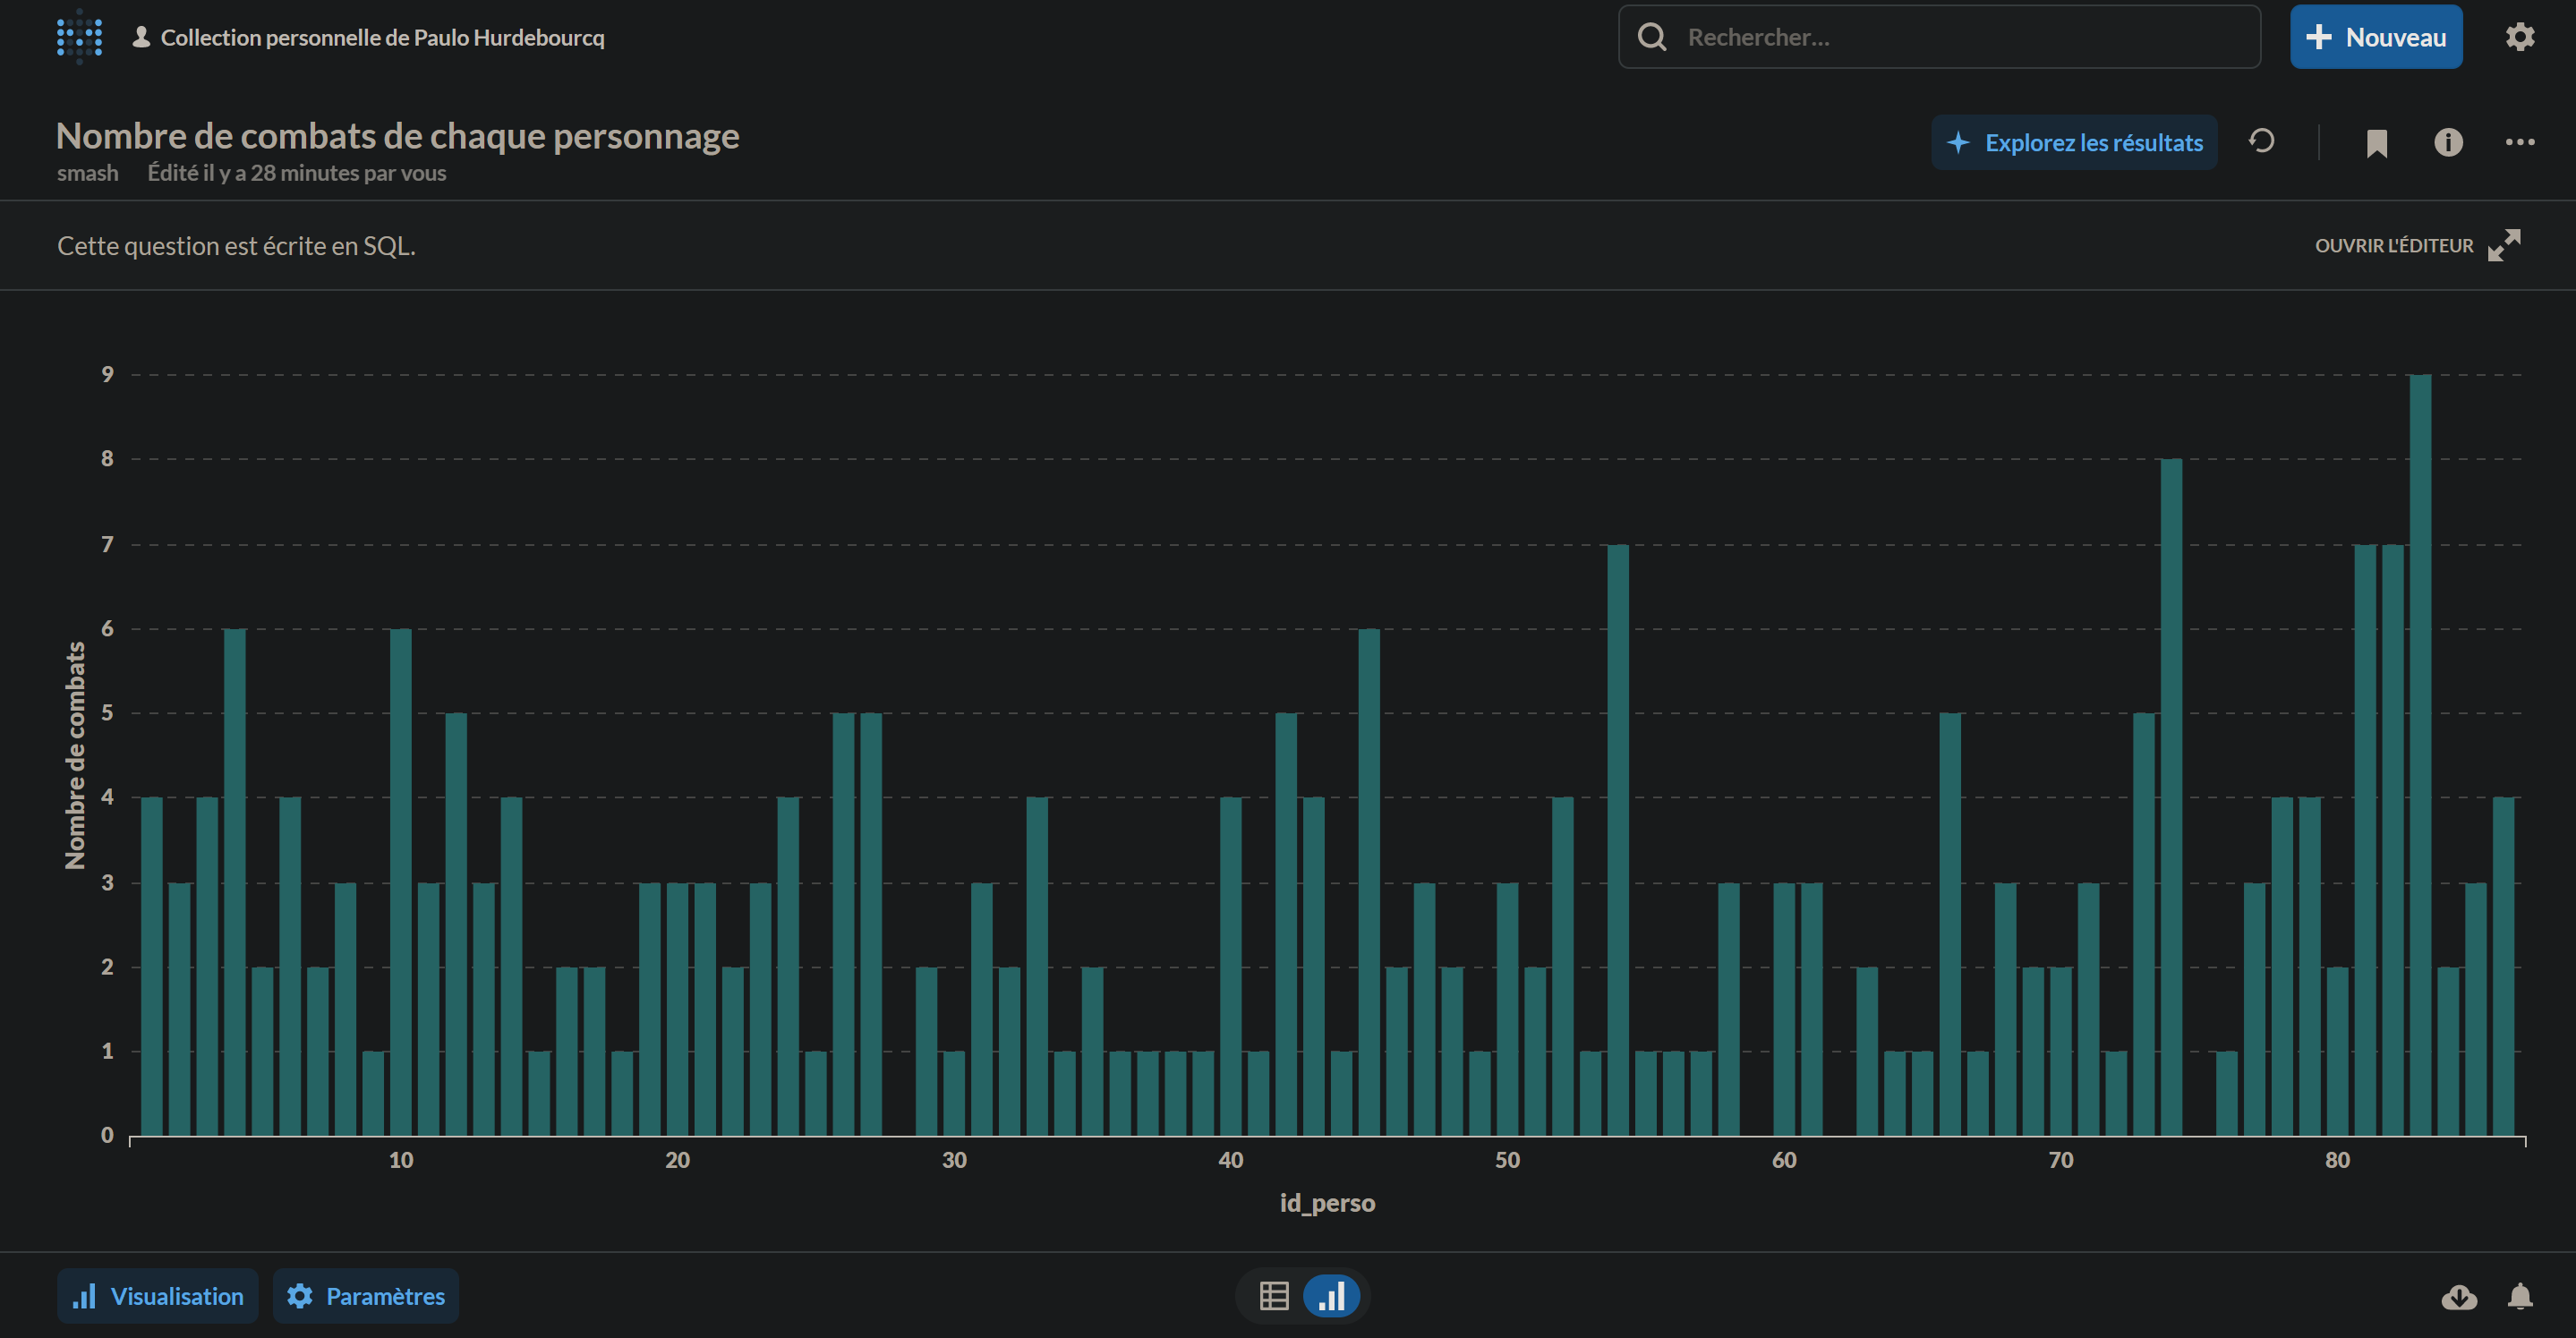 Collection personnelle de Paulo Hurdebourcq
Rechercher...
Nouveau
Nombre de combats de chaque personnage
smash Édité il y a 28 minutes par vous
Explorez les résultats
Cette question est écrite en SQL.
OUVRIR L'ÉDITEUR
Nombre de combats
9
8
7
6
5
4
3
2
1
0
10 20 30 40 50 60 70 80
id_perso
Visualisation
Paramètres